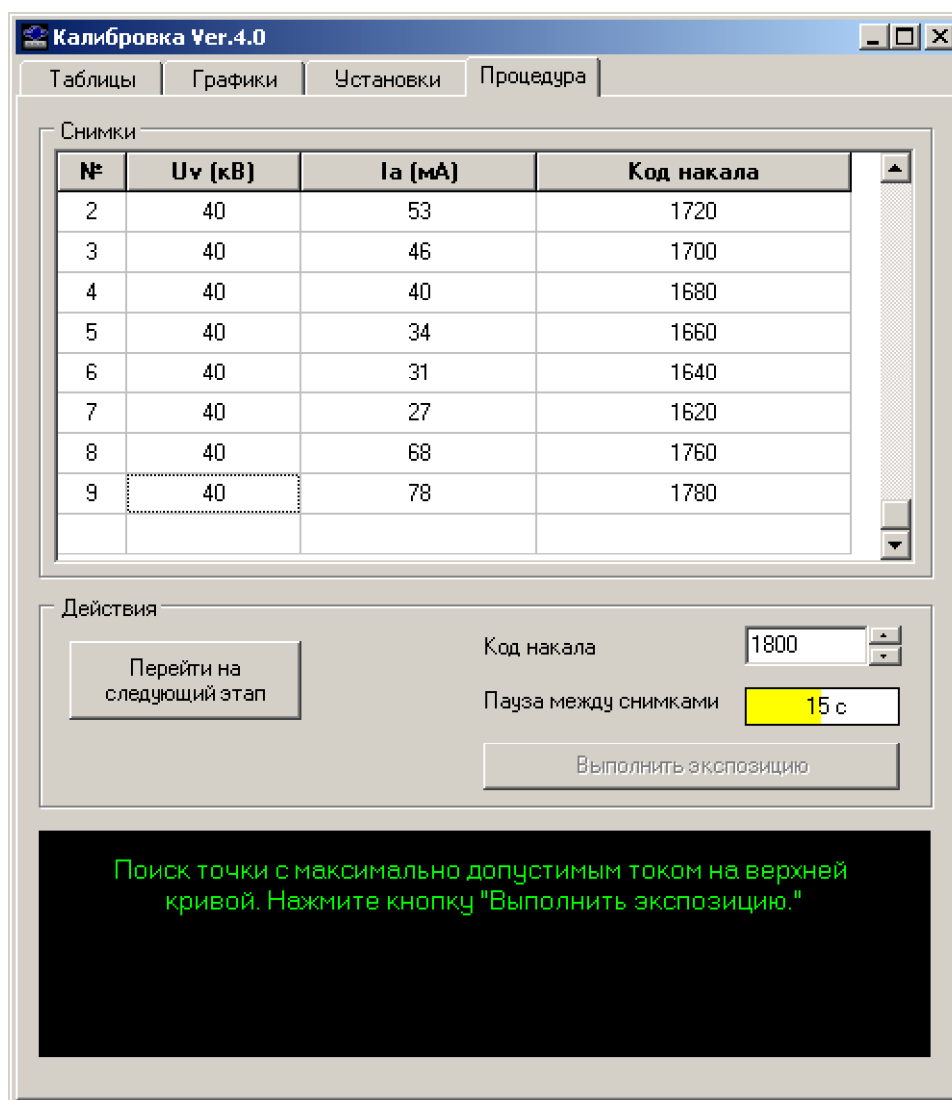 Калибровка Ver.4.0
Таблицы Графики Установки Процедура
Снимки
№ Uv (кВ) Ia (мА) Код накала
2 40 53 1720
3 40 46 1700
4 40 40 1680
5 40 34 1660
6 40 31 1640
7 40 27 1620
8 40 68 1760
9 40 78 1780
Действия
Перейти на
следующий этап
Код накала 1800
Пауза между снимками 15 с
Выполнить экспозицию
Поиск точки с максимально допустимым током на верхней
кривой. Нажмите кнопку "Выполнить экспозицию."